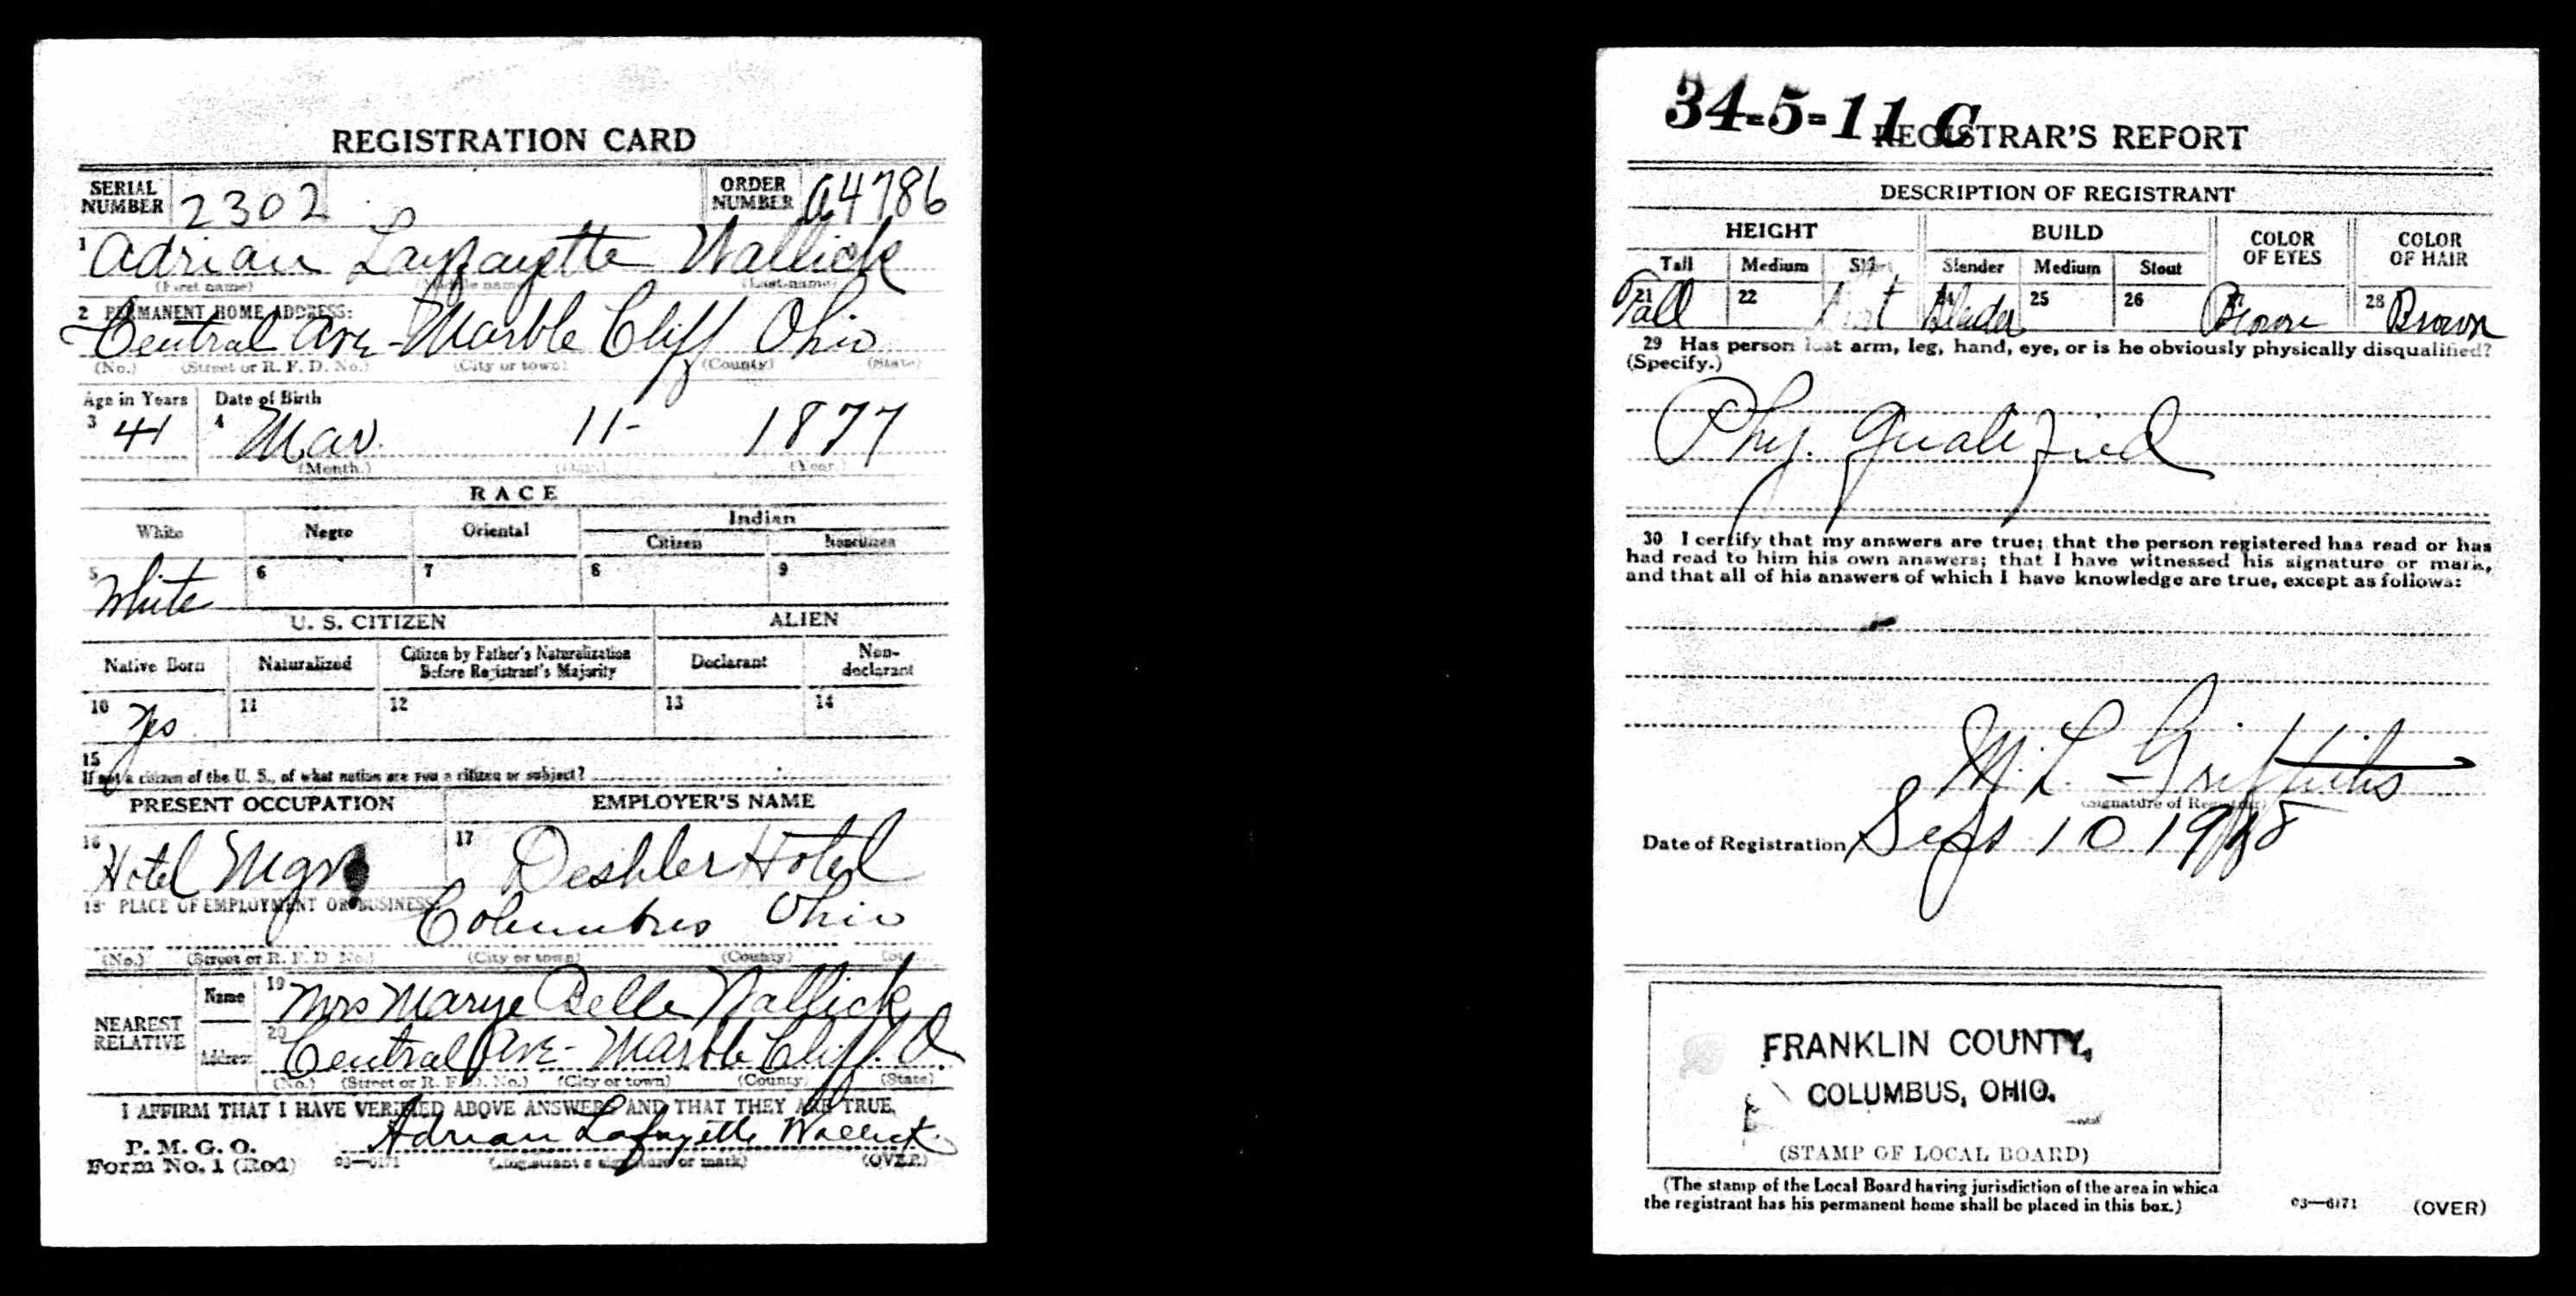 REGISTRATION CARD
SERIAL NUMBER 2302 ORDER NUMBER A4786
1 Adrian Layfayette Wallick
(First name) (Middle name) (Last name)
2 PERMANENT HOME ADDRESS:
Central Ave - Marble Cliff Ohio
(No.) (Street or R. F. D. No.) (City or town) (County) (State)
Age in Years Date of Birth
3 41 4 Mar. 11- 1877
(Month.) (Day.) (Year.)
RACE
White Negro Oriental Indian
Citizen Noncitizen
5 White 6 7 8 9
U. S. CITIZEN ALIEN
Native Born Naturalized Citizen by Father's Naturalization Before Registrant's Majority Declarant Non-declarant
10 Yes 11 12 13 14
15
If not a citizen of the U. S., of what nation are you a citizen or subject?
PRESENT OCCUPATION EMPLOYER'S NAME
16 Hotel Mgr 17 Deshler Hotel
18 PLACE OF EMPLOYMENT OR BUSINESS:
Columbus Ohio
(No.) (Street or R. F. D. No.) (City or town) (County)
NEAREST RELATIVE Name 19 Mrs Marye Belle Wallick
Address 20 Central Ave - Marble Cliff. O
(No.) (Street or R. F. D. No.) (City or town) (County) (State)
I AFFIRM THAT I HAVE VERIFIED ABOVE ANSWERS AND THAT THEY ARE TRUE.
P. M. G. O.
Form No. 1 (Red) 03—6171 Adrian Lafayette Wallick
(Registrant's signature or mark) (OVER)
34-5-11 C
REGISTRAR'S REPORT
DESCRIPTION OF REGISTRANT
HEIGHT BUILD COLOR OF EYES COLOR OF HAIR
Tall Medium Short Slender Medium Stout
21 Tall 22 24 Slender 25 26 Brown 28 Brown
29 Has person lost arm, leg, hand, eye, or is he obviously physically disqualified?
(Specify.)
Phy. Qualified
30 I certify that my answers are true; that the person registered has read or has
had read to him his own answers; that I have witnessed his signature or mark,
and that all of his answers of which I have knowledge are true, except as follows:
M. L. Griffiths
(Signature of Registrar)
Date of Registration Sept 10 1918
FRANKLIN COUNTY,
COLUMBUS, OHIO.
(STAMP OF LOCAL BOARD)
(The stamp of the Local Board having jurisdiction of the area in which
the registrant has his permanent home shall be placed in this box.)
03—6171 (OVER)